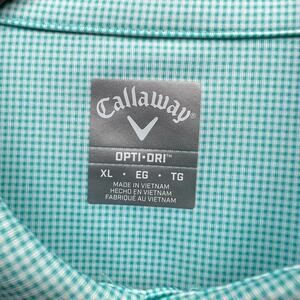 Callaway
OPTI•DRI™
XL • EG • TG
MADE IN VIETNAM
HECHO EN VIETNAM
FABRIQUÉ AU VIETNAM